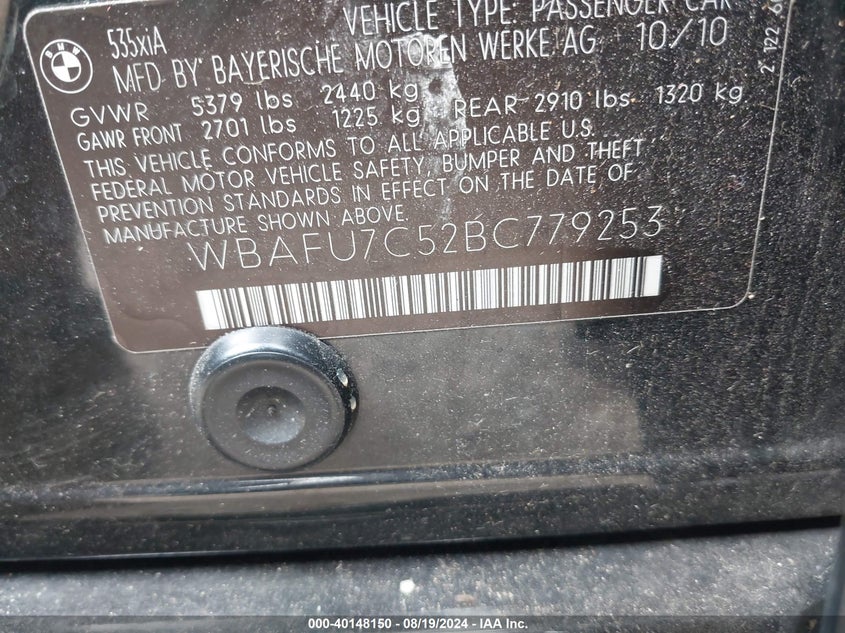 VEHICLE TYPE PASSENGER CAR
BMW 535xiA
MFD BY BAYERISCHE MOTOREN WERKE AG 10/10
GVWR 5379 lbs 2440 kg
GAWR FRONT 2701 lbs 1225 kg REAR 2910 lbs 1320 kg
THIS VEHICLE CONFORMS TO ALL APPLICABLE U.S.
FEDERAL MOTOR VEHICLE SAFETY, BUMPER AND THEFT
PREVENTION STANDARDS IN EFFECT ON THE DATE OF
MANUFACTURE SHOWN ABOVE.
WBAFU7C52BC779253
000-40148150 - 08/19/2024 - IAA Inc.